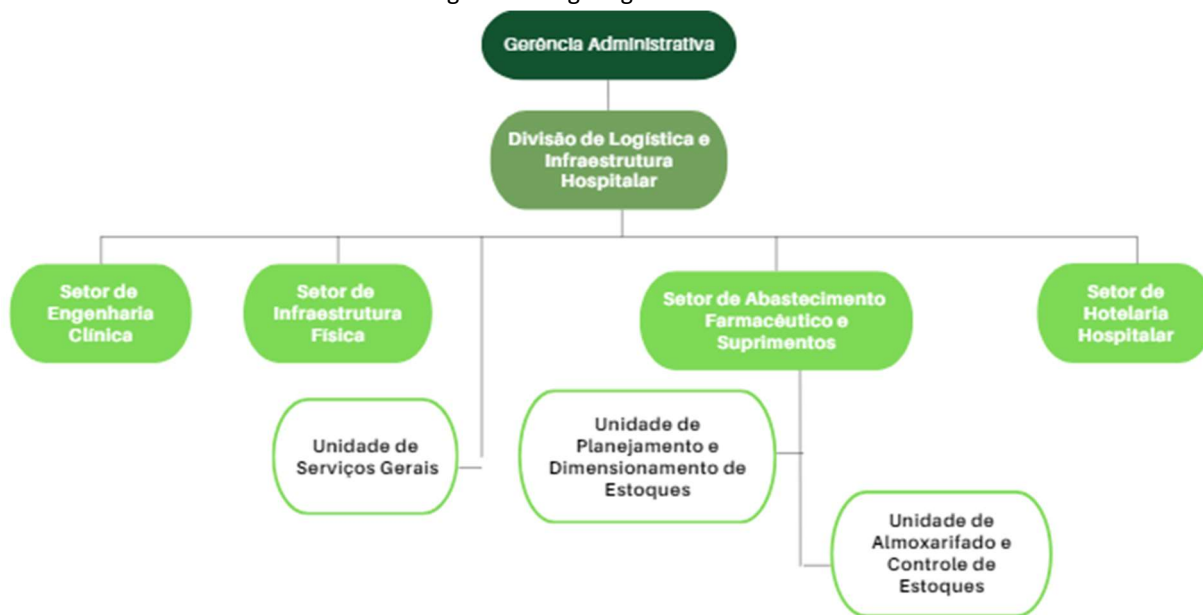 Gerência Administrativa
Divisão de Logística e
Infraestrutura
Hospitalar
Setor de
Engenharia
Clínica
Setor de
Infraestrutura
Física
Setor de Abastecimento
Farmacêutico e
Suprimentos
Setor de
Hotelaria
Hospitalar
Unidade de
Serviços Gerais
Unidade de
Planejamento e
Dimensionamento de
Estoques
Unidade de
Almoxarifado e
Controle de
Estoques